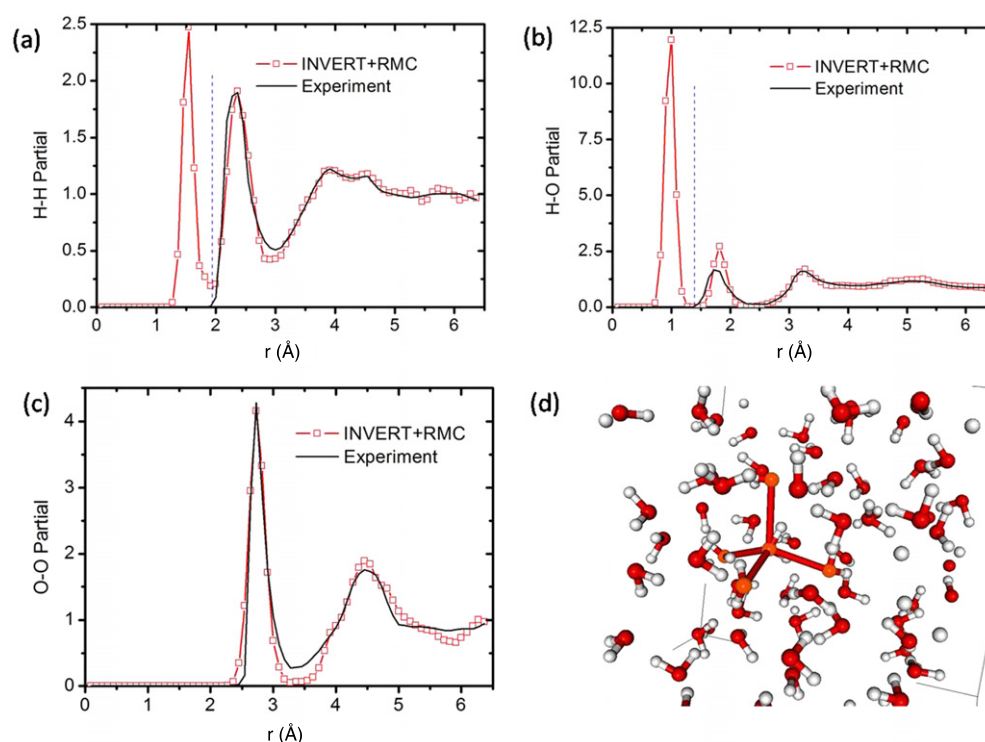 (a)
H-H Partial
2.5
2.0
1.5
1.0
0.5
0.0
INVERT+RMC
Experiment
0 1 2 3 4 5 6
r (Å)
(b)
H-O Partial
12.5
10.0
7.5
5.0
2.5
0.0
INVERT+RMC
Experiment
0 1 2 3 4 5 6
r (Å)
(c)
O-O Partial
4
3
2
1
0
INVERT+RMC
Experiment
0 1 2 3 4 5 6
r (Å)
(d)